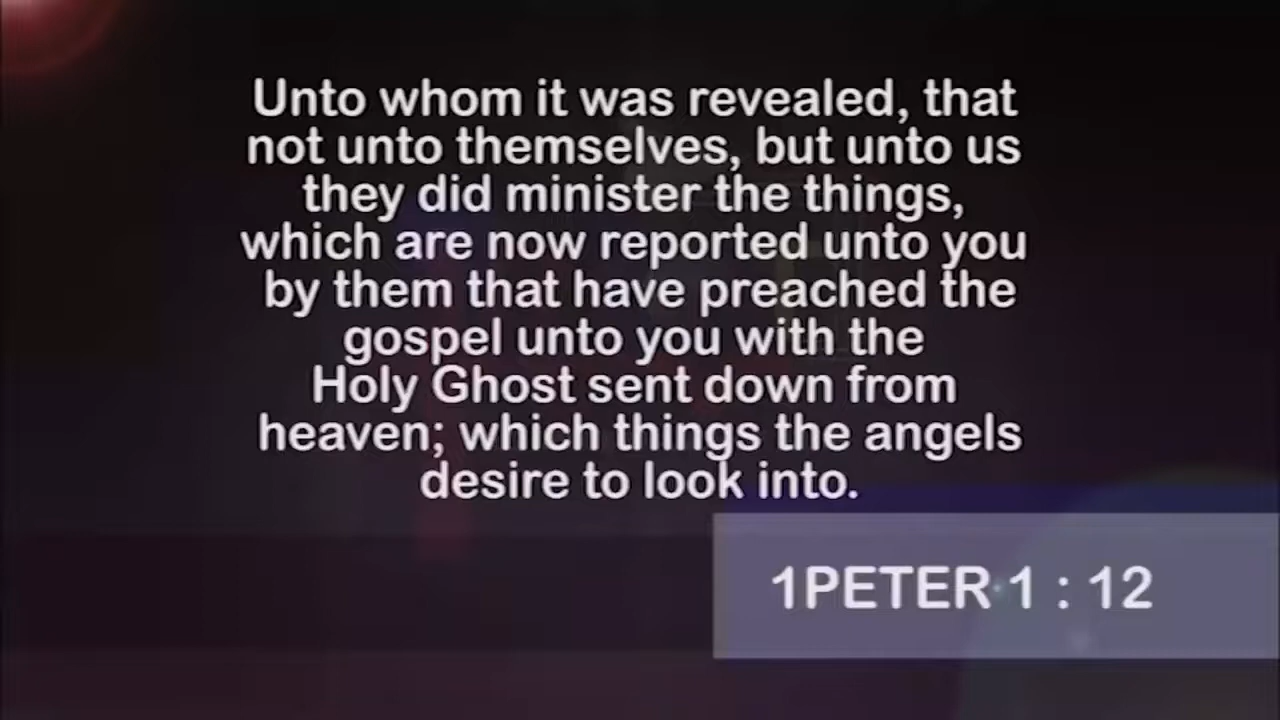 Unto whom it was revealed, that
not unto themselves, but unto us
they did minister the things,
which are now reported unto you
by them that have preached the
gospel unto you with the
Holy Ghost sent down from
heaven; which things the angels
desire to look into.
1PETER 1 : 12